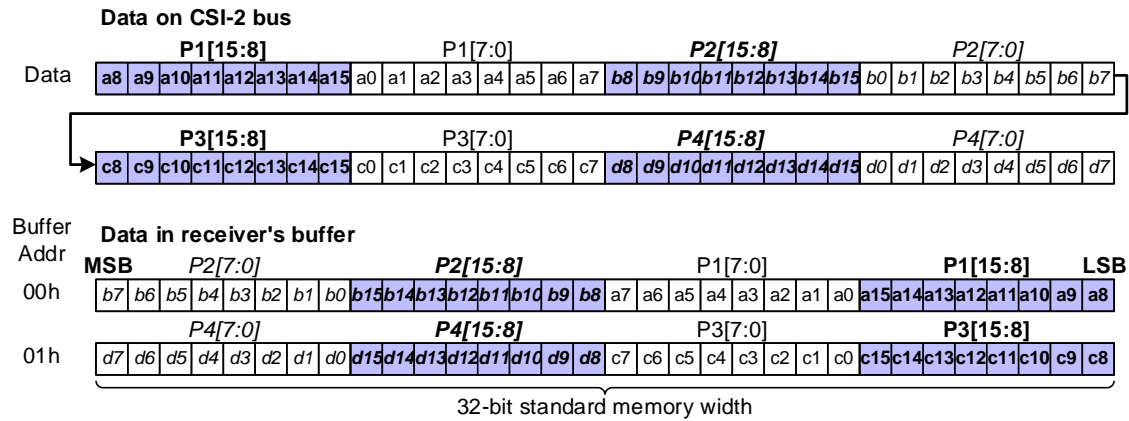 Data on CSI-2 bus
P1[15:8] P1[7:0] P2[15:8] P2[7:0]
Data a8 a9 a10 a11 a12 a13 a14 a15 a0 a1 a2 a3 a4 a5 a6 a7 b8 b9 b10 b11 b12 b13 b14 b15 b0 b1 b2 b3 b4 b5 b6 b7
P3[15:8] P3[7:0] P4[15:8] P4[7:0]
c8 c9 c10 c11 c12 c13 c14 c15 c0 c1 c2 c3 c4 c5 c6 c7 d8 d9 d10 d11 d12 d13 d14 d15 d0 d1 d2 d3 d4 d5 d6 d7
Buffer
Addr
Data in receiver's buffer
MSB P2[7:0] P2[15:8] P1[7:0] P1[15:8] LSB
00h b7 b6 b5 b4 b3 b2 b1 b0 b15 b14 b13 b12 b11 b10 b9 b8 a7 a6 a5 a4 a3 a2 a1 a0 a15 a14 a13 a12 a11 a10 a9 a8
P4[7:0] P4[15:8] P3[7:0] P3[15:8]
01h d7 d6 d5 d4 d3 d2 d1 d0 d15 d14 d13 d12 d11 d10 d9 d8 c7 c6 c5 c4 c3 c2 c1 c0 c15 c14 c13 c12 c11 c10 c9 c8
32-bit standard memory width